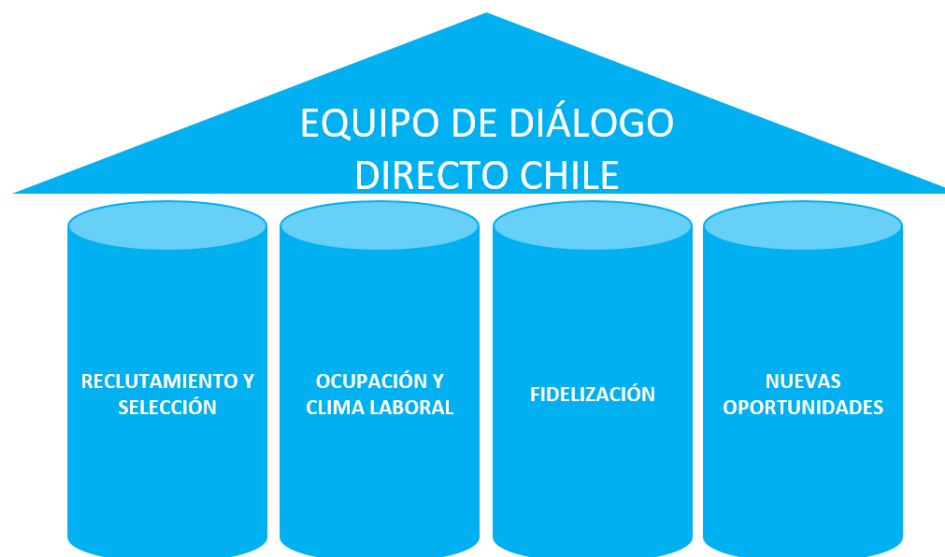 EQUIPO DE DIÁLOGO
DIRECTO CHILE
RECLUTAMIENTO Y
SELECCIÓN
OCUPACIÓN Y
CLIMA LABORAL
FIDELIZACIÓN
NUEVAS
OPORTUNIDADES